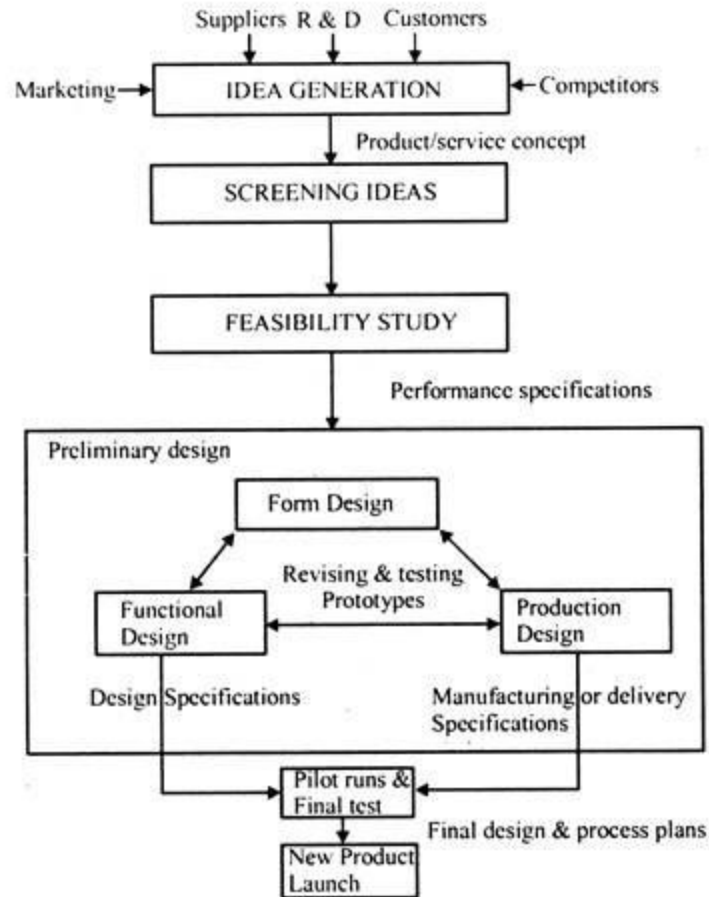 Suppliers R & D Customers
Marketing
IDEA GENERATION
Competitors
Product/service concept
SCREENING IDEAS
FEASIBILITY STUDY
Performance specifications
Preliminary design
Form Design
Revising & testing
Prototypes
Functional
Design
Production
Design
Design Specifications
Manufacturing or delivery
Specifications
Pilot runs &
Final test
Final design & process plans
New Product
Launch